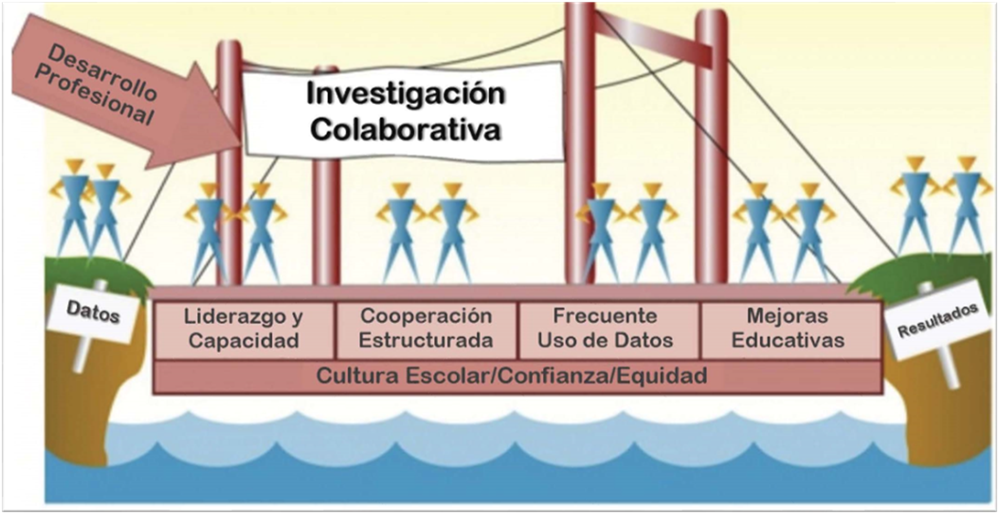 Desarrollo
Profesional
Investigación
Colaborativa
Datos
Liderazgo y
Capacidad
Cooperación
Estructurada
Frecuente
Uso de Datos
Mejoras
Educativas
Resultados
Cultura Escolar/Confianza/Equidad